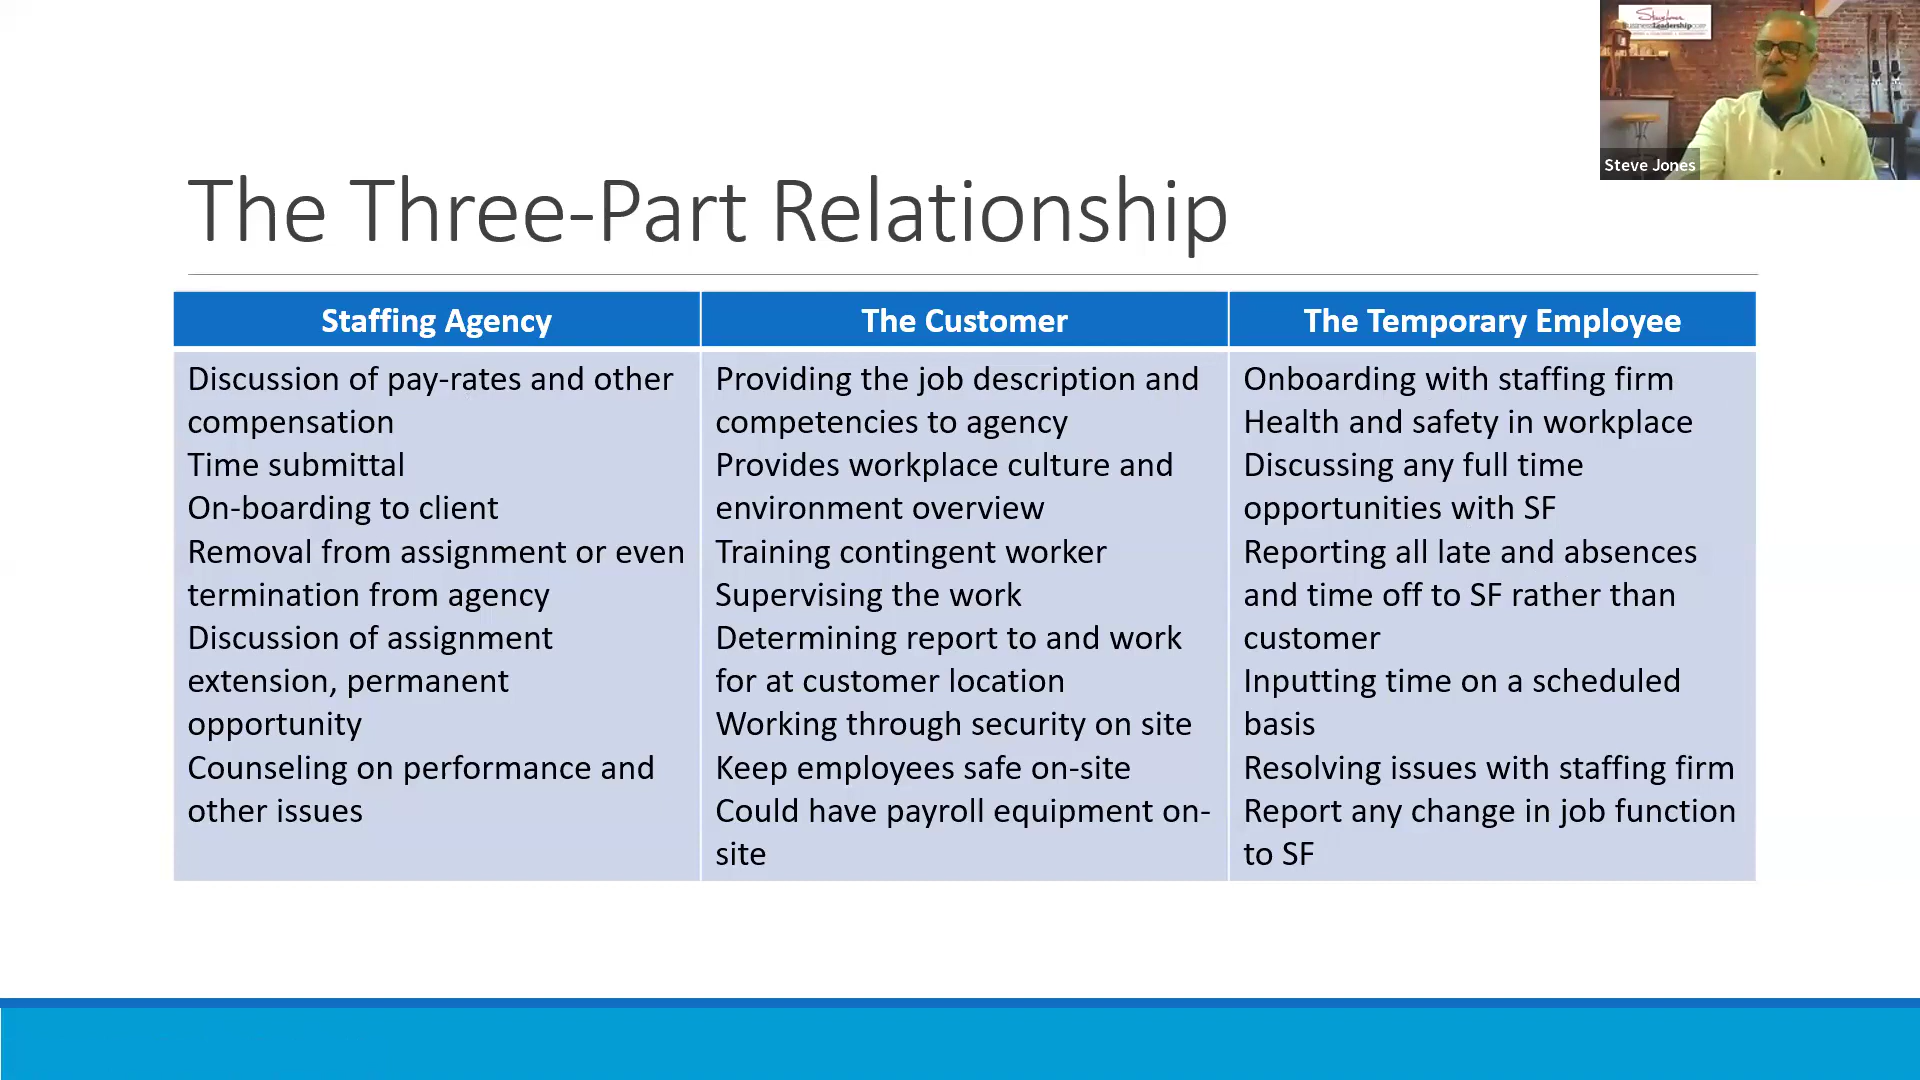 Steve Jones
Leadership
Steve Jones
The Three-Part Relationship
Staffing Agency
The Customer
The Temporary Employee
Discussion of pay-rates and other
compensation
Time submittal
On-boarding to client
Removal from assignment or even
termination from agency
Discussion of assignment
extension, permanent
opportunity
Counseling on performance and
other issues
Providing the job description and
competencies to agency
Provides workplace culture and
environment overview
Training contingent worker
Supervising the work
Determining report to and work
for at customer location
Working through security on site
Keep employees safe on-site
Could have payroll equipment on-
site
Onboarding with staffing firm
Health and safety in workplace
Discussing any full time
opportunities with SF
Reporting all late and absences
and time off to SF rather than
customer
Inputting time on a scheduled
basis
Resolving issues with staffing firm
Report any change in job function
to SF